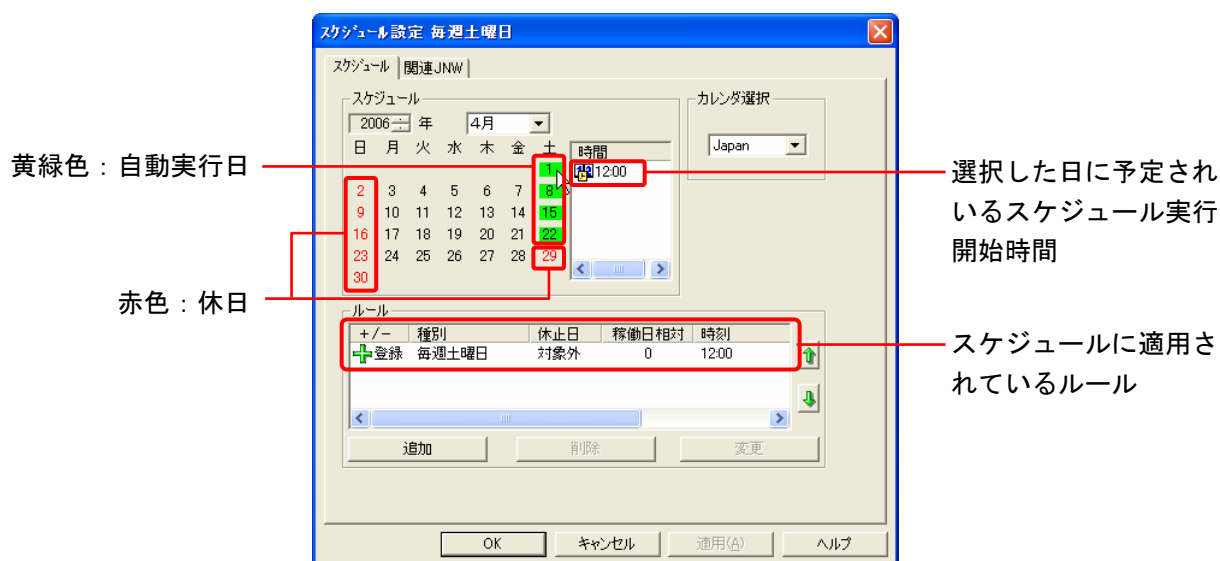 スケジュール設定 毎週土曜日
スケジュール 関連JNW
スケジュール
カレンダ選択
2006 年 4月
日 月 火 水 木 金 土
時間
Japan
1
12:00
2 3 4 5 6 7 8
9 10 11 12 13 14 15
16 17 18 19 20 21 22
23 24 25 26 27 28 29
30
黄緑色：自動実行日
赤色：休日
選択した日に予定され
いるスケジュール実行
開始時間
ルール
+/- 種別 休止日 稼働日相対 時刻
登録 毎週土曜日 対象外 0 12:00
スケジュールに適用さ
れているルール
追加 削除 変更
OK キャンセル 適用(A) ヘルプ